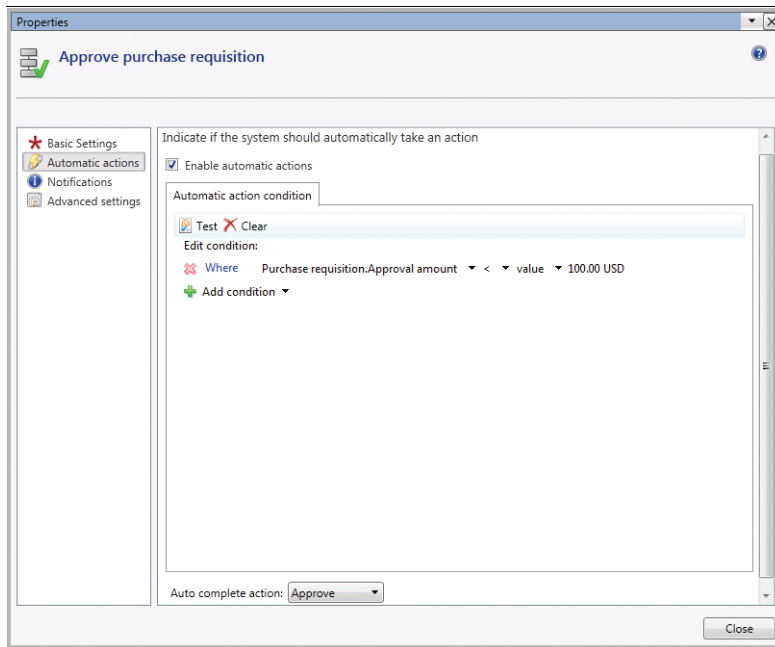 Properties
Approve purchase requisition
Basic Settings
Automatic actions
Notifications
Advanced settings
Indicate if the system should automatically take an action
Enable automatic actions
Automatic action condition
Test Clear
Edit condition:
Where Purchase requisition.Approval amount < value 100.00 USD
Add condition
Auto complete action: Approve
Close